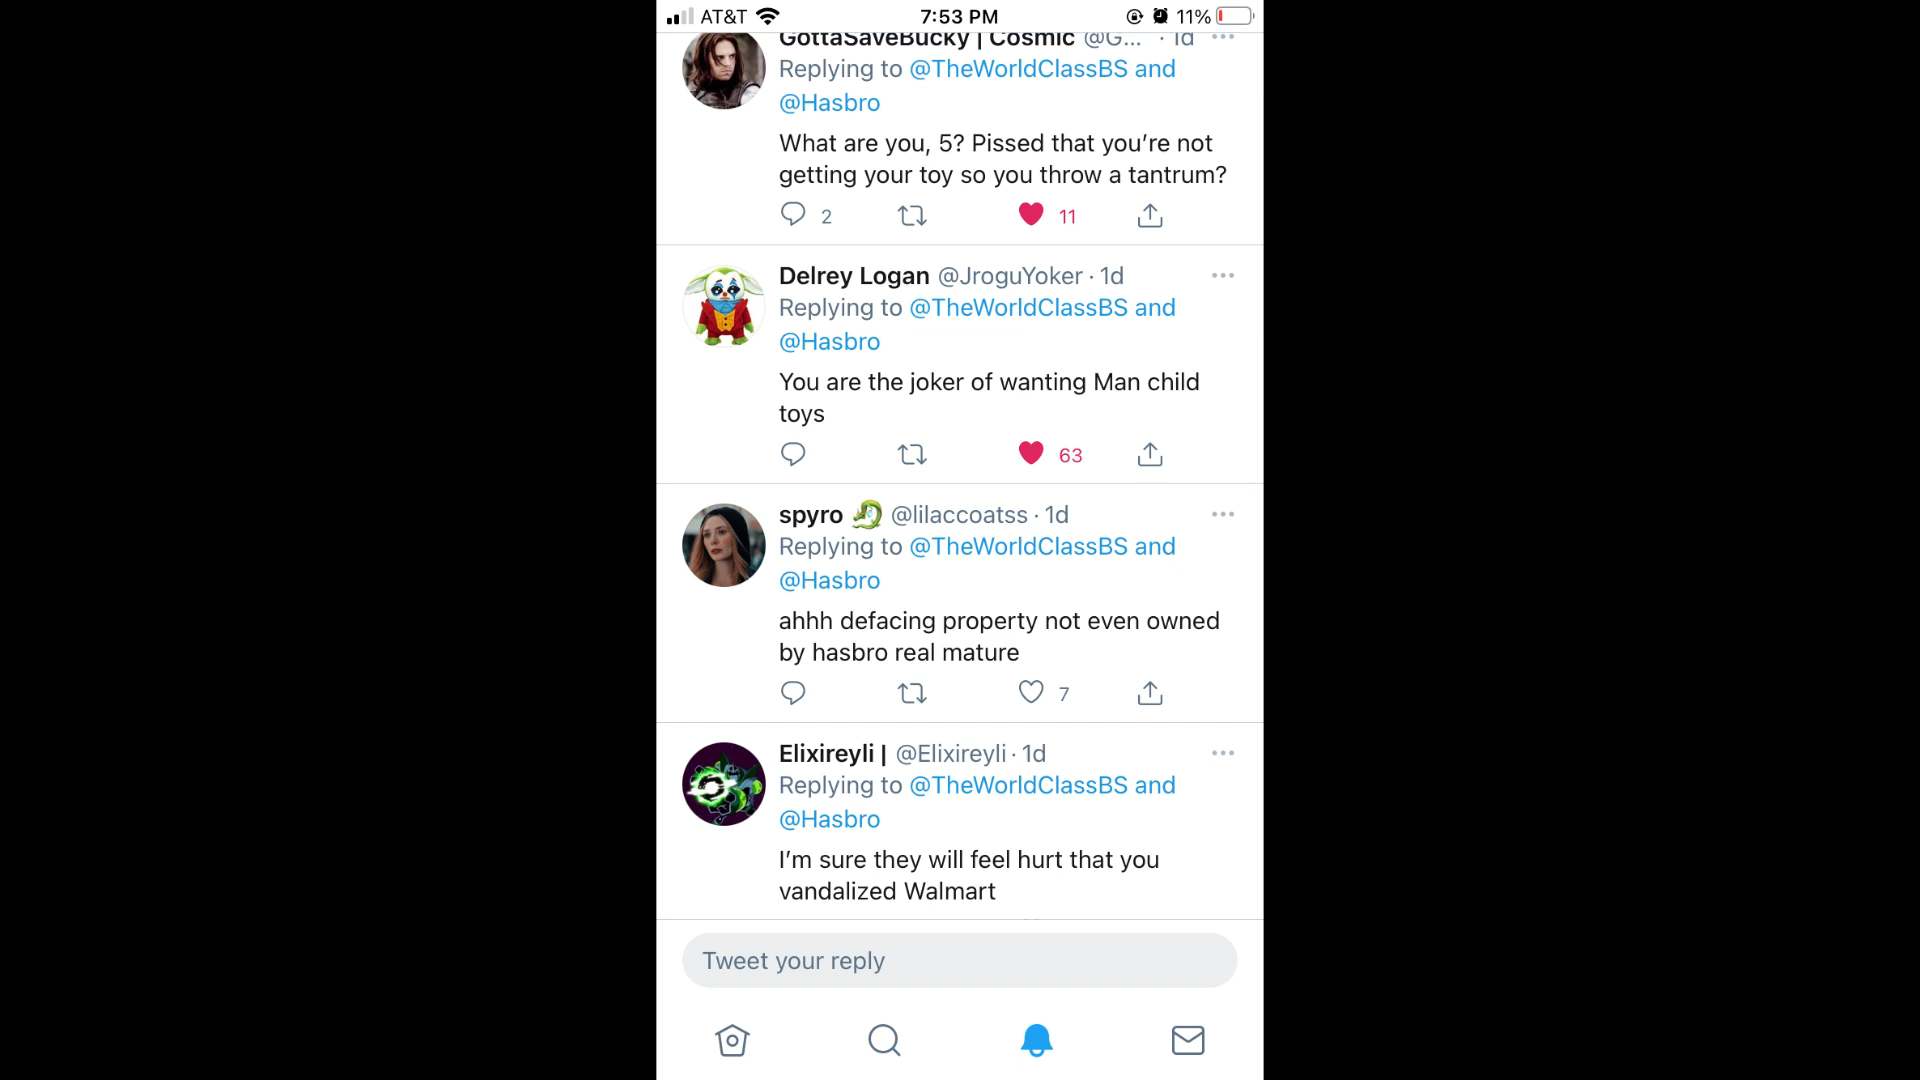 AT&T 7:53 PM 11%
GottaSaveBucky | Cosmic @G... · 1d
Replying to @TheWorldClassBS and
@Hasbro
What are you, 5? Pissed that you’re not
getting your toy so you throw a tantrum?
2 11
Delrey Logan @JroguYoker · 1d
Replying to @TheWorldClassBS and
@Hasbro
You are the joker of wanting Man child
toys
63
spyro @lilaccoatss · 1d
Replying to @TheWorldClassBS and
@Hasbro
ahhh defacing property not even owned
by hasbro real mature
7
Elixireyli | @Elixireyli · 1d
Replying to @TheWorldClassBS and
@Hasbro
I’m sure they will feel hurt that you
vandalized Walmart
Tweet your reply